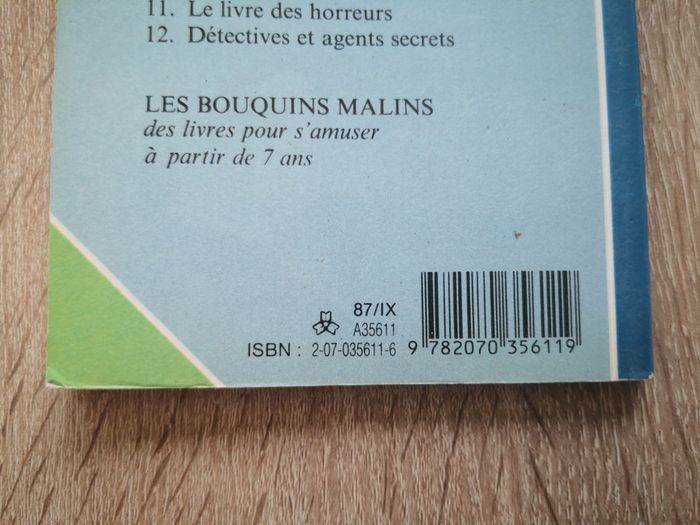 11. Le livre des horreurs
12. Détectives et agents secrets
LES BOUQUINS MALINS
des livres pour s'amuser
à partir de 7 ans
87/IX
A35611
ISBN : 2-07-035611-6
9 782070 356119